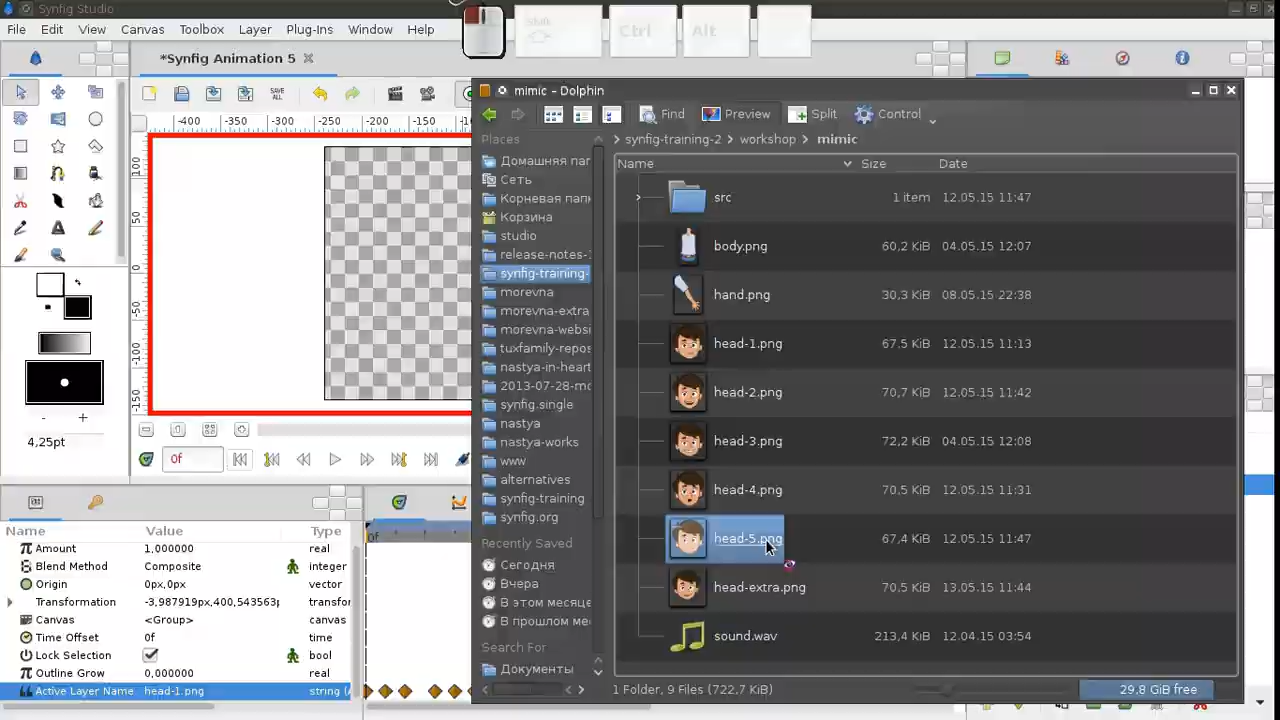 Synfig Studio
File Edit View Canvas Toolbox Layer Plug-Ins Window Help
Shift Ctrl Alt
*Synfig Animation 5
mimic – Dolphin
SAVE ALL
Find Preview Split Control
-400 -350 -300 -250 -200 -150
Places
synfig-training-2 workshop mimic
Name Size Date
Домашняя пап
Сеть
Корневая папк
Корзина
studio
release-notes-1
synfig-training-
morevna
morevna-extra
morevna-websi
tuxfamily-repos
nastya-in-heart
2013-07-28-mo
synfig.single
nastya
nastya-works
www
alternatives
synfig-training
synfig.org
Recently Saved
Сегодня
Вчера
В этом месяце
В прошлом ме
Search For
Документы
src 1 item 12.05.15 11:47
body.png 60,2 KiB 04.05.15 12:07
hand.png 30,3 KiB 08.05.15 22:38
head-1.png 67,5 KiB 12.05.15 11:13
head-2.png 70,7 KiB 12.05.15 11:42
head-3.png 72,2 KiB 04.05.15 12:08
head-4.png 70,5 KiB 12.05.15 11:31
head-5.png 67,4 KiB 12.05.15 11:47
head-extra.png 70,5 KiB 13.05.15 11:44
sound.wav 213,4 KiB 12.04.15 03:54
1 Folder, 9 Files (722,7 KiB) 29,8 GiB free
100
50
0
-50
-100
-150
4,25pt
0f
Name Value Type
Amount 1,000000 real
Blend Method Composite integer
Origin 0px,0px vector
Transformation -3,987919px,400,543563p transfor
Canvas <Group>
Time Offset 0f time
Lock Selection bool
Outline Grow 0,000000 real
Active Layer Name head-1.png string (A
0f